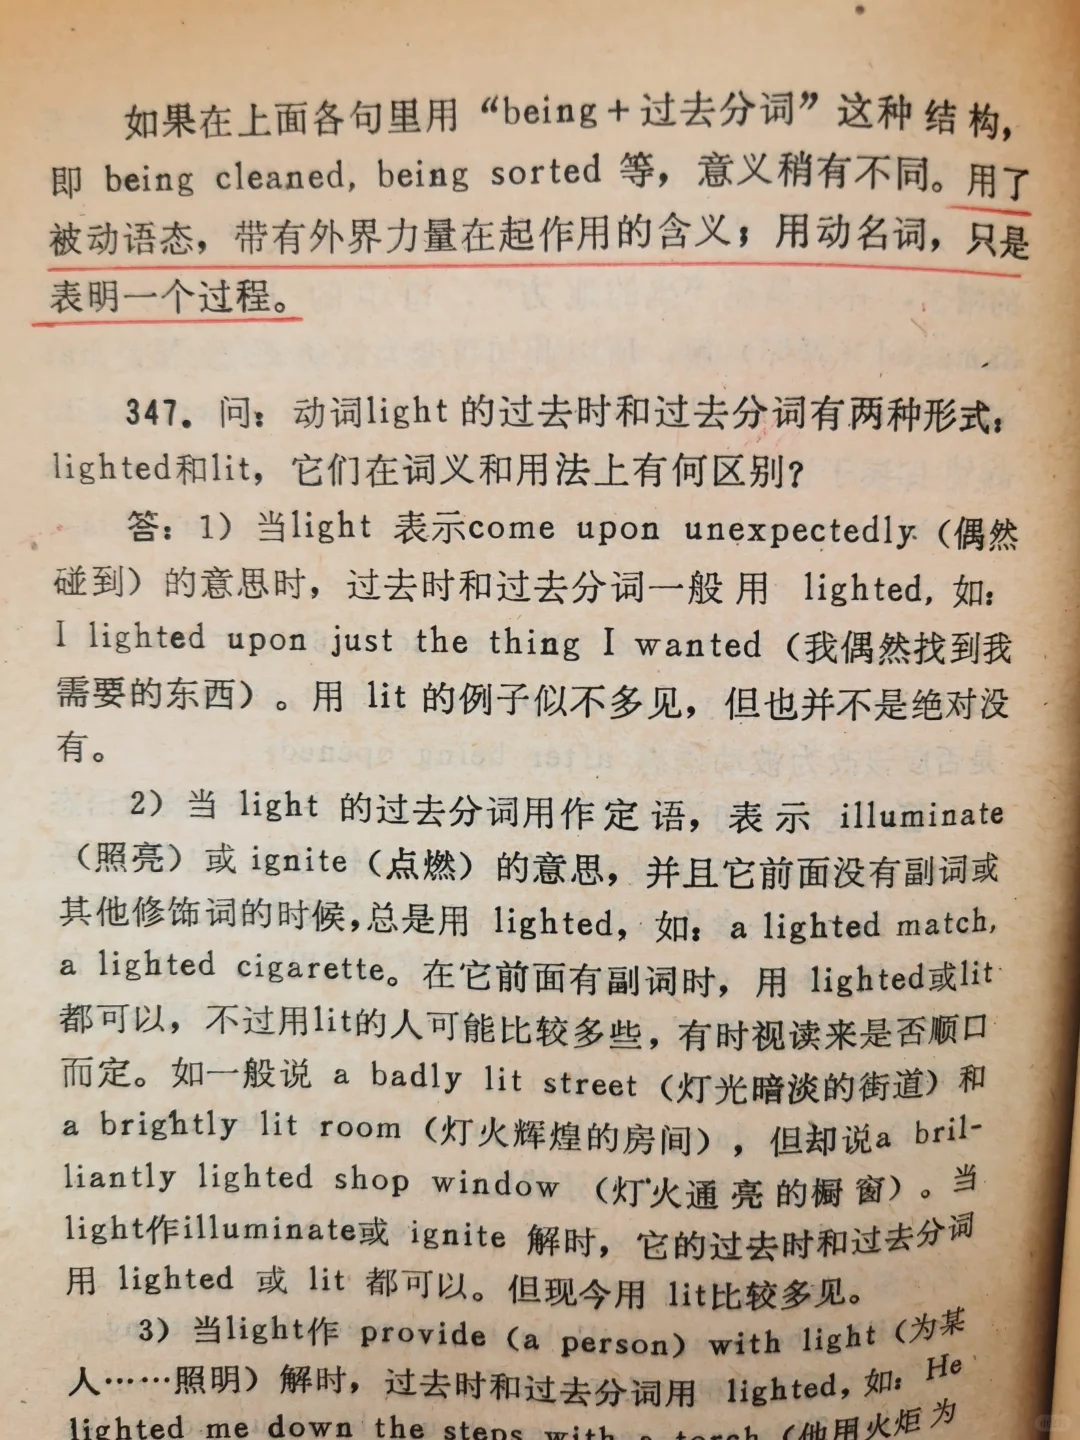 如果在上面各句里用“being+过去分词”这种结构，
即 being cleaned, being sorted 等，意义稍有不同。用了
被动语态，带有外界力量在起作用的含义；用动名词，只是
表明一个过程。
347. 问：动词light 的过去时和过去分词有两种形式：
lighted和lit，它们在词义和用法上有何区别？
答：1）当light 表示come upon unexpectedly（偶然
碰到）的意思时，过去时和过去分词一般用 lighted, 如：
I lighted upon just the thing I wanted（我偶然找到我
需要的东西）。用 lit 的例子似不多见，但也并不是绝对没
有。
2）当 light 的过去分词用作定语，表示 illuminate
（照亮）或 ignite（点燃）的意思，并且它前面没有副词或
其他修饰词的时候，总是用 lighted，如：a lighted match,
a lighted cigarette。在它前面有副词时，用 lighted或lit
都可以，不过用lit的人可能比较多些，有时视读来是否顺口
而定。如一般说 a badly lit street（灯光暗淡的街道）和
a brightly lit room（灯火辉煌的房间），但却说a bril-
liantly lighted shop window （灯火通亮的橱窗）。当
light作illuminate或 ignite 解时，它的过去时和过去分词
用 lighted 或 lit 都可以。但现今用 lit比较多见。
3）当light作 provide (a person) with light（为某
人……照明）解时，过去时和过去分词用 lighted，如：He
lighted me down the steps with a torch（他用火炬为